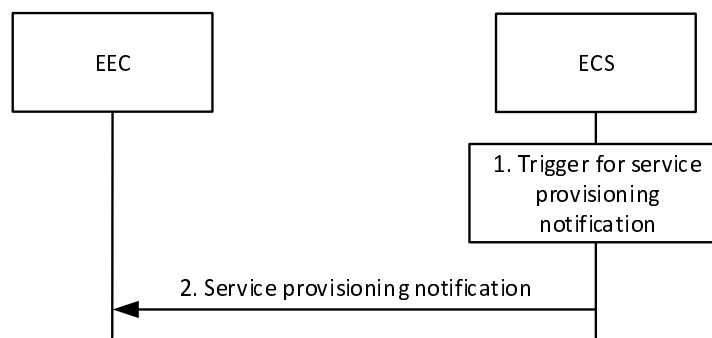 EEC
ECS
1. Trigger for service
provisioning
notification
2. Service provisioning notification